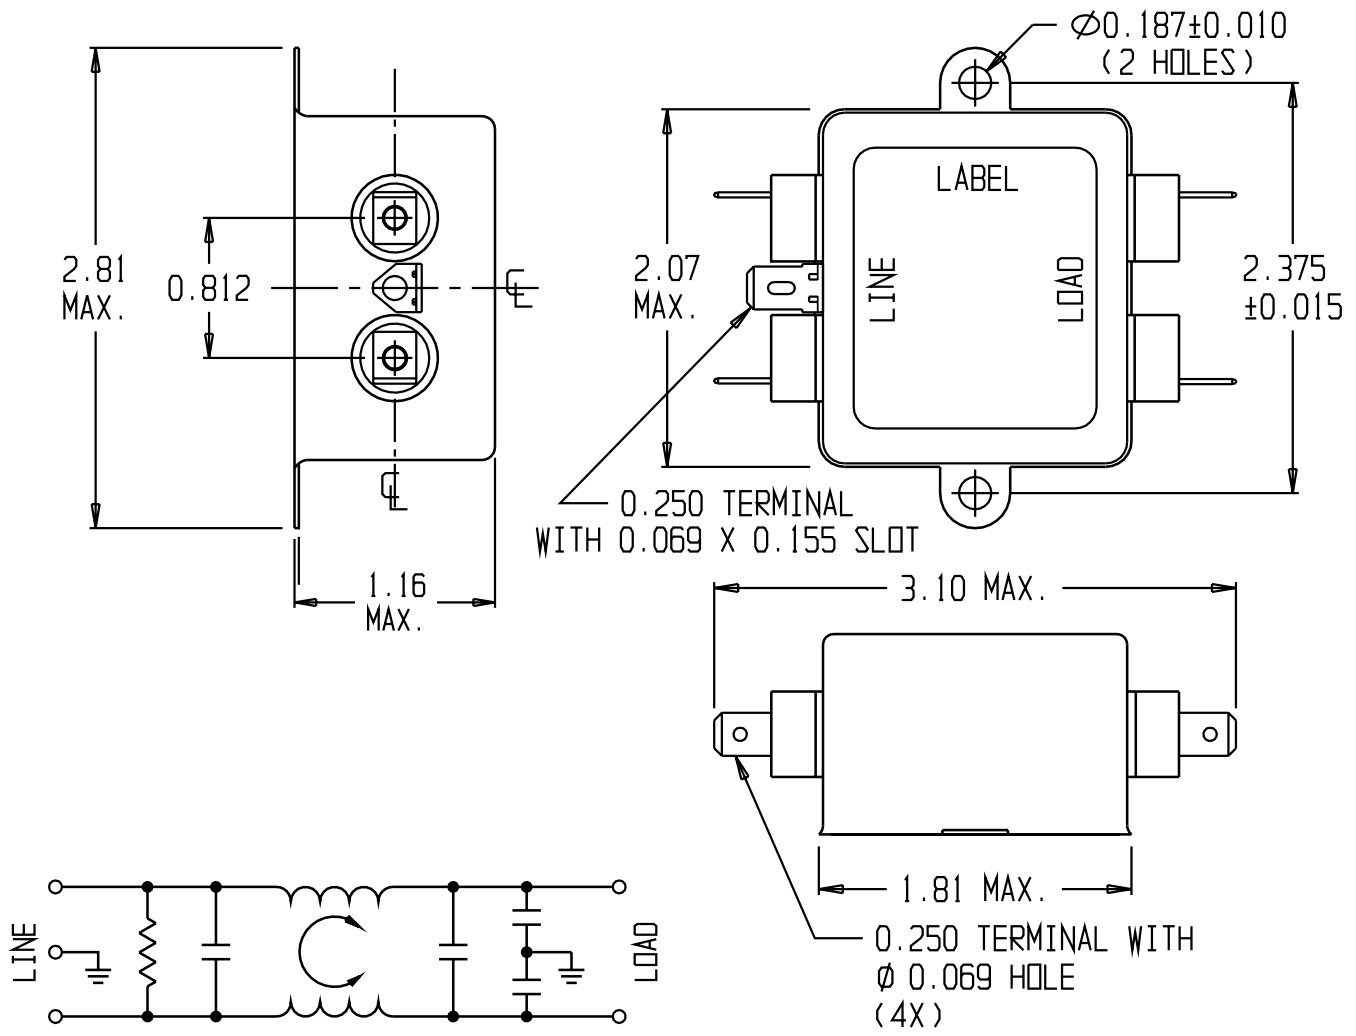 Ø0.187±0.010
(2 HOLES)
2.81
MAX.
0.812
1.16
MAX.
2.07
MAX.
LABEL
LINE
LOAD
2.375
±0.015
0.250 TERMINAL
WITH 0.069 X 0.155 SLOT
3.10 MAX.
1.81 MAX.
0.250 TERMINAL WITH
Ø 0.069 HOLE
(4X)
LINE
LOAD